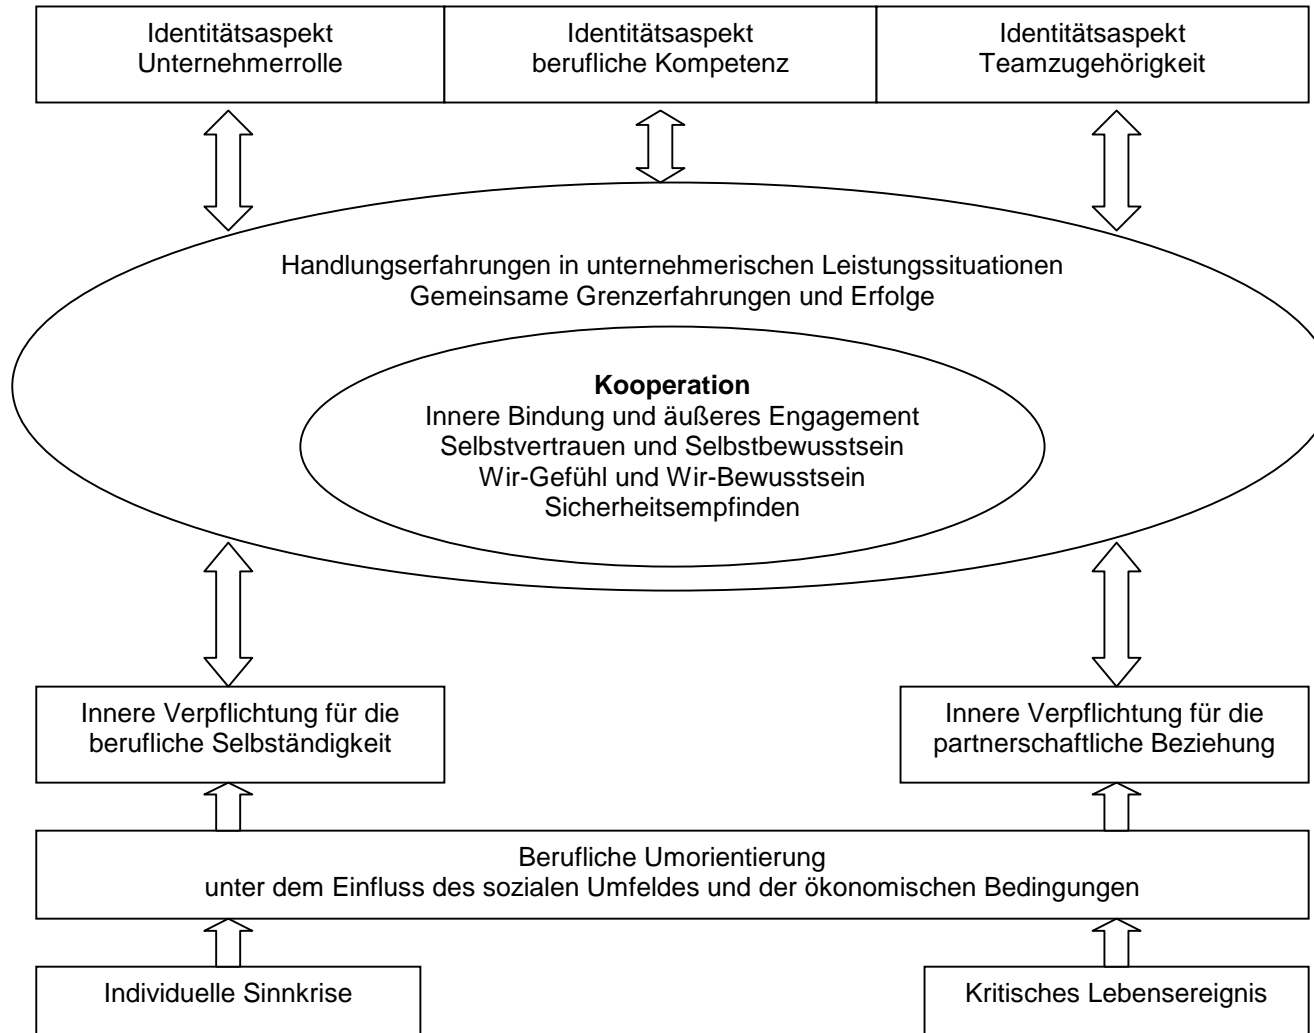 Identitätsaspekt
Unternehmerrolle
Identitätsaspekt
berufliche Kompetenz
Identitätsaspekt
Teamzugehörigkeit
Handlungserfahrungen in unternehmerischen Leistungssituationen
Gemeinsame Grenzerfahrungen und Erfolge
Kooperation
Innere Bindung und äußeres Engagement
Selbstvertrauen und Selbstbewusstsein
Wir-Gefühl und Wir-Bewusstsein
Sicherheitsempfinden
Innere Verpflichtung für die
berufliche Selbständigkeit
Innere Verpflichtung für die
partnerschaftliche Beziehung
Berufliche Umorientierung
unter dem Einfluss des sozialen Umfeldes und der ökonomischen Bedingungen
Individuelle Sinnkrise
Kritisches Lebensereignis